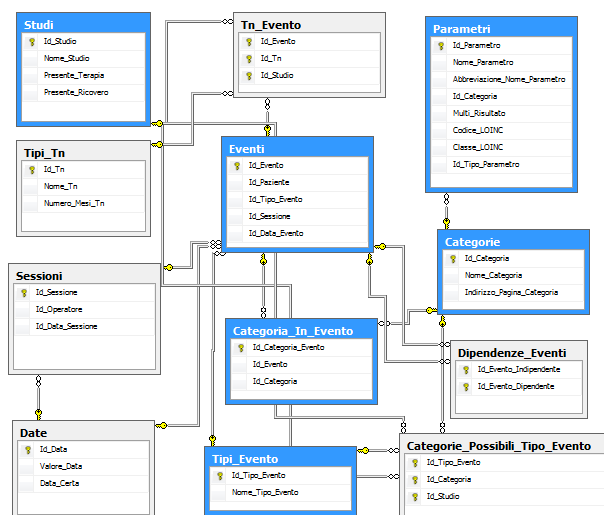 Studi
Id_Studio
Nome_Studio
Presente_Terapia
Presente_Ricovero
Tn_Evento
Id_Evento
Id_Tn
Id_Studio
Parametri
Id_Parametro
Nome_Parametro
Abbreviazione_Nome_Parametro
Id_Categoria
Multi_Risultato
Codice_LOINC
Classe_LOINC
Id_Tipo_Parametro
Tipi_Tn
Id_Tn
Nome_Tn
Numero_Mesi_Tn
Eventi
Id_Evento
Id_Paziente
Id_Tipo_Evento
Id_Sessione
Id_Data_Evento
Categorie
Id_Categoria
Nome_Categoria
Indirizzo_Pagina_Categoria
Sessioni
Id_Sessione
Id_Operatore
Id_Data_Sessione
Categoria_In_Evento
Id_Categoria_Evento
Id_Evento
Id_Categoria
Dipendenze_Eventi
Id_Evento_Indipendente
Id_Evento_Dipendente
Date
Id_Data
Valore_Data
Data_Certa
Tipi_Evento
Id_Tipo_Evento
Nome_Tipo_Evento
Categorie_Possibili_Tipo_Evento
Id_Tipo_Evento
Id_Categoria
Id_Studio